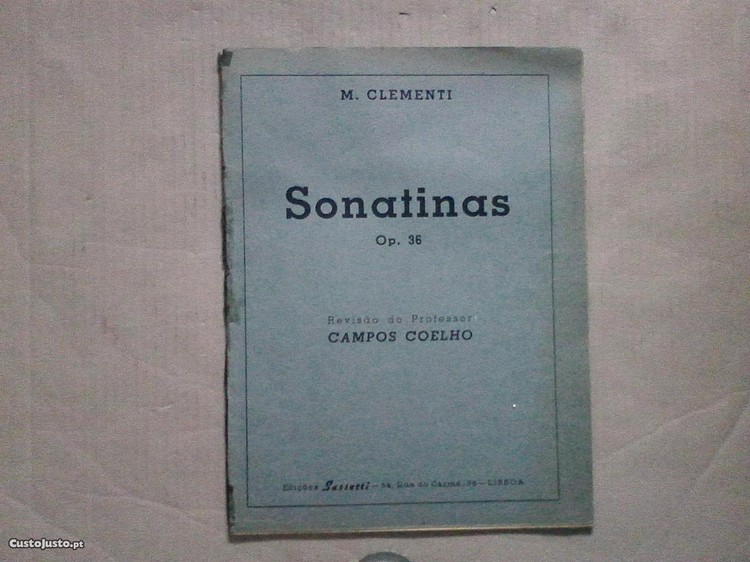 M. CLEMENTI
Sonatinas
Op. 36
Revisão do Professor
CAMPOS COELHO
Edições Sassetti — 54, Rua do Carmo, 56 — LISBOA
CustoJusto.pt